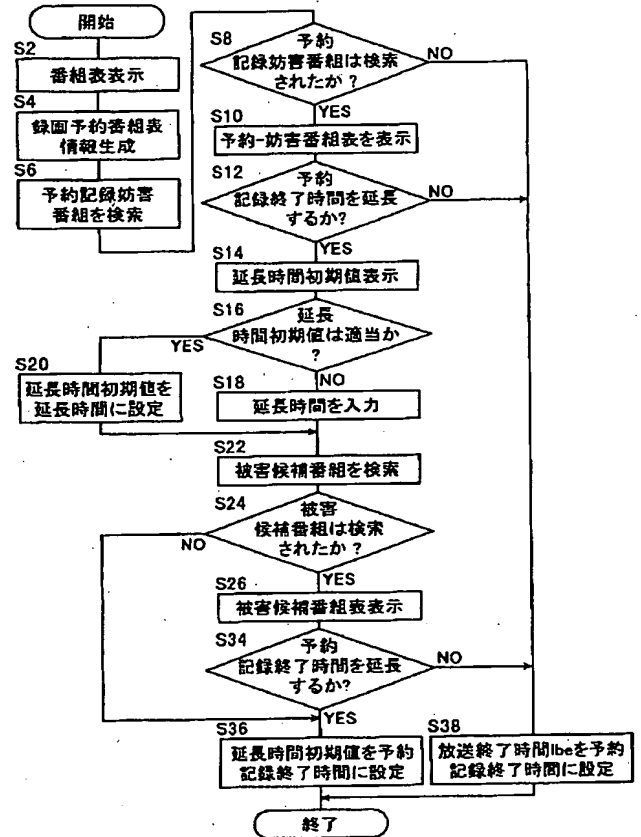 開始
S2
番組表表示
S4
録画予約番組表
情報生成
S6
予約記録妨害
番組を検索
S8
予約
記録妨害番組は検索
されたか?
NO
YES
S10
予約-妨害番組表を表示
S12
予約
記録終了時間を延長
するか?
NO
YES
S14
延長時間初期値表示
S16
延長
時間初期値は適当か
?
YES
NO
S20
延長時間初期値を
延長時間に設定
S18
延長時間を入力
S22
被害候補番組を検索
S24
被害
候補番組は検索
されたか?
NO
YES
S26
被害候補番組表表示
S34
予約
記録終了時間を延長
するか?
NO
YES
S36
延長時間初期値を予約
記録終了時間に設定
S38
放送終了時間Ibeを予約
記録終了時間に設定
終了